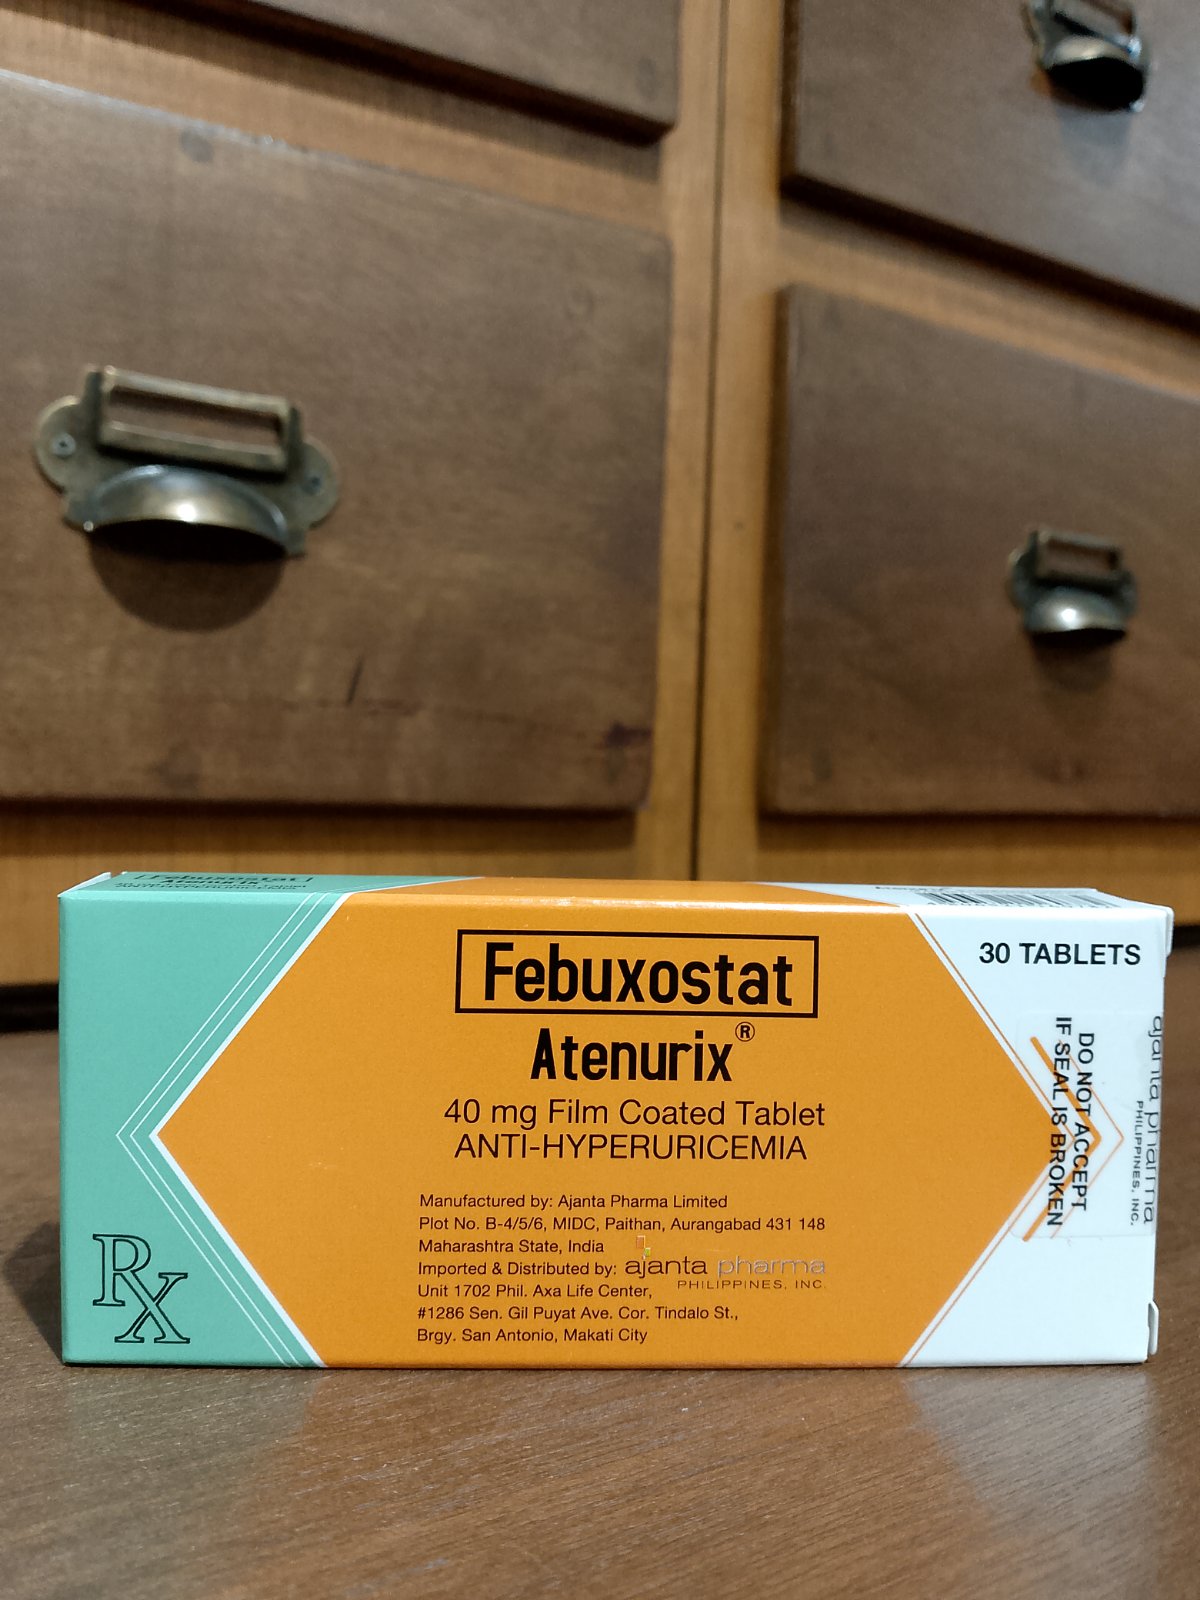 Febuxostat
Atenurix
Febuxostat
Atenurix®
40 mg Film Coated Tablet
ANTI-HYPERURICEMIA
Manufactured by: Ajanta Pharma Limited
Plot No. B-4/5/6, MIDC, Paithan, Aurangabad 431 148
Maharashtra State, India
Imported & Distributed by: ajanta pharma
PHILIPPINES, INC.
Unit 1702 Phil. Axa Life Center,
#1286 Sen. Gil Puyat Ave. Cor. Tindalo St.,
Brgy. San Antonio, Makati City
Rx
30 TABLETS
DO NOT ACCEPT
IF SEAL IS BROKEN
ajanta pharma
PHILIPPINES, INC.